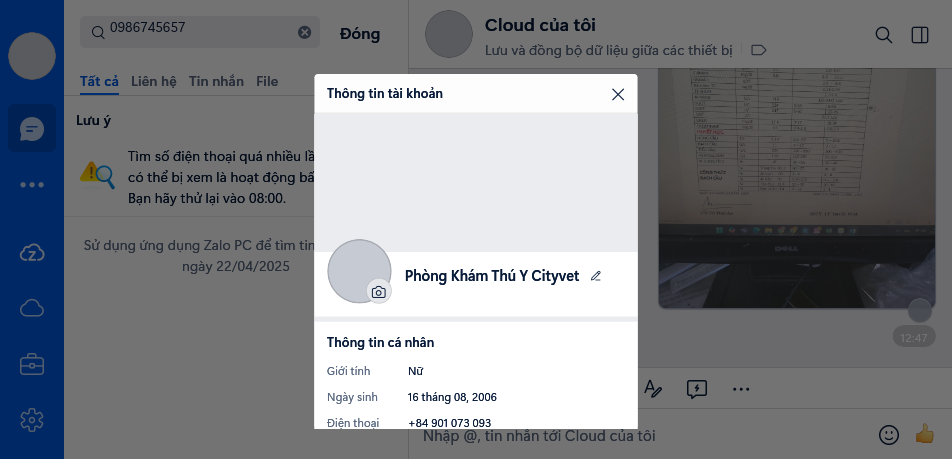 0986745657
Đóng
Tất cả Liên hệ Tin nhắn File
Lưu ý
Tìm số điện thoại quá nhiều lầ
có thể bị xem là hoạt động bấ
Bạn hãy thử lại vào 08:00.
Sử dụng ứng dụng Zalo PC để tìm tin
ngày 22/04/2025
Cloud của tôi
Lưu và đồng bộ dữ liệu giữa các thiết bị
Thông tin tài khoản
Phòng Khám Thú Y Cityvet
Thông tin cá nhân
Giới tính Nữ
Ngày sinh 16 tháng 08, 2006
Điện thoại +84 901 073 093
DELL
12:47
Nhập @, tin nhắn tới Cloud của tôi